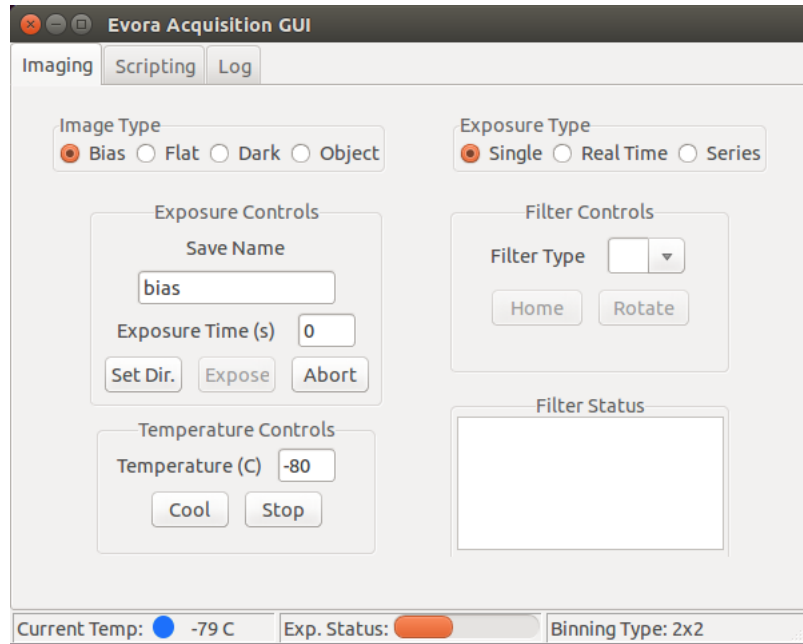 Evora Acquisition GUI
Imaging Scripting Log
Image Type
Bias Flat Dark Object
Exposure Type
Single Real Time Series
Exposure Controls
Save Name
bias
Exposure Time (s) 0
Set Dir. Expose Abort
Filter Controls
Filter Type
Home Rotate
Temperature Controls
Temperature (C) -80
Cool Stop
Filter Status
Current Temp: -79 C Exp. Status: Binning Type: 2x2